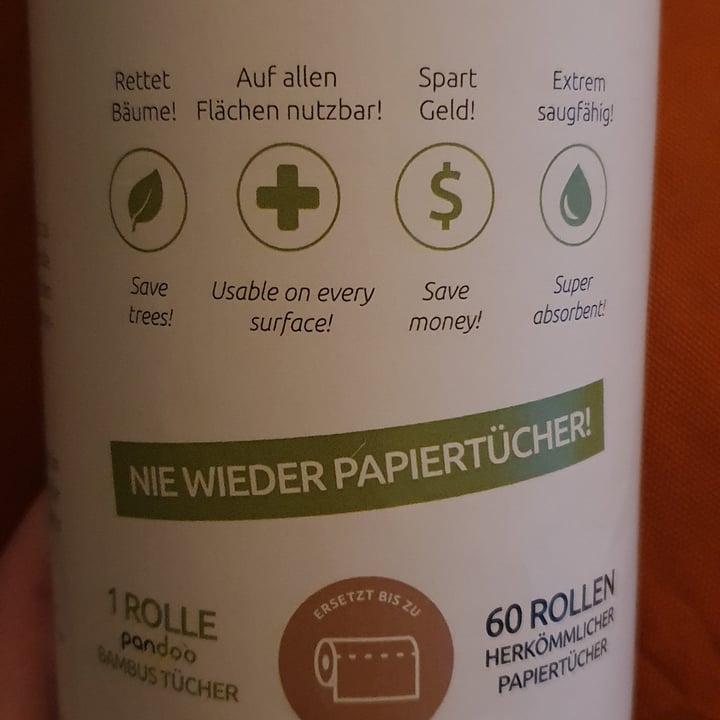 Rettet
Bäume!
Auf allen
Flächen nutzbar!
Spart
Geld!
Extrem
saugfähig!
$
Save
trees!
Usable on every
surface!
Save
money!
Super
absorbent!
NIE WIEDER PAPIERTÜCHER!
1 ROLLE
pandoo
BAMBUS TÜCHER
ERSETZT BIS ZU
60 ROLLEN
HERKÖMMLICHER
PAPIERTÜCHER